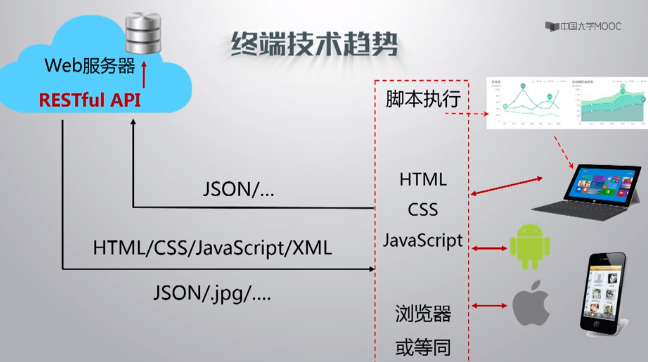 中国大学MOOC
终端技术趋势
Web服务器
RESTful API
脚本执行
JSON/...
HTML
CSS
JavaScript
HTML/CSS/JavaScript/XML
JSON/.jpg/....
浏览器
或等同